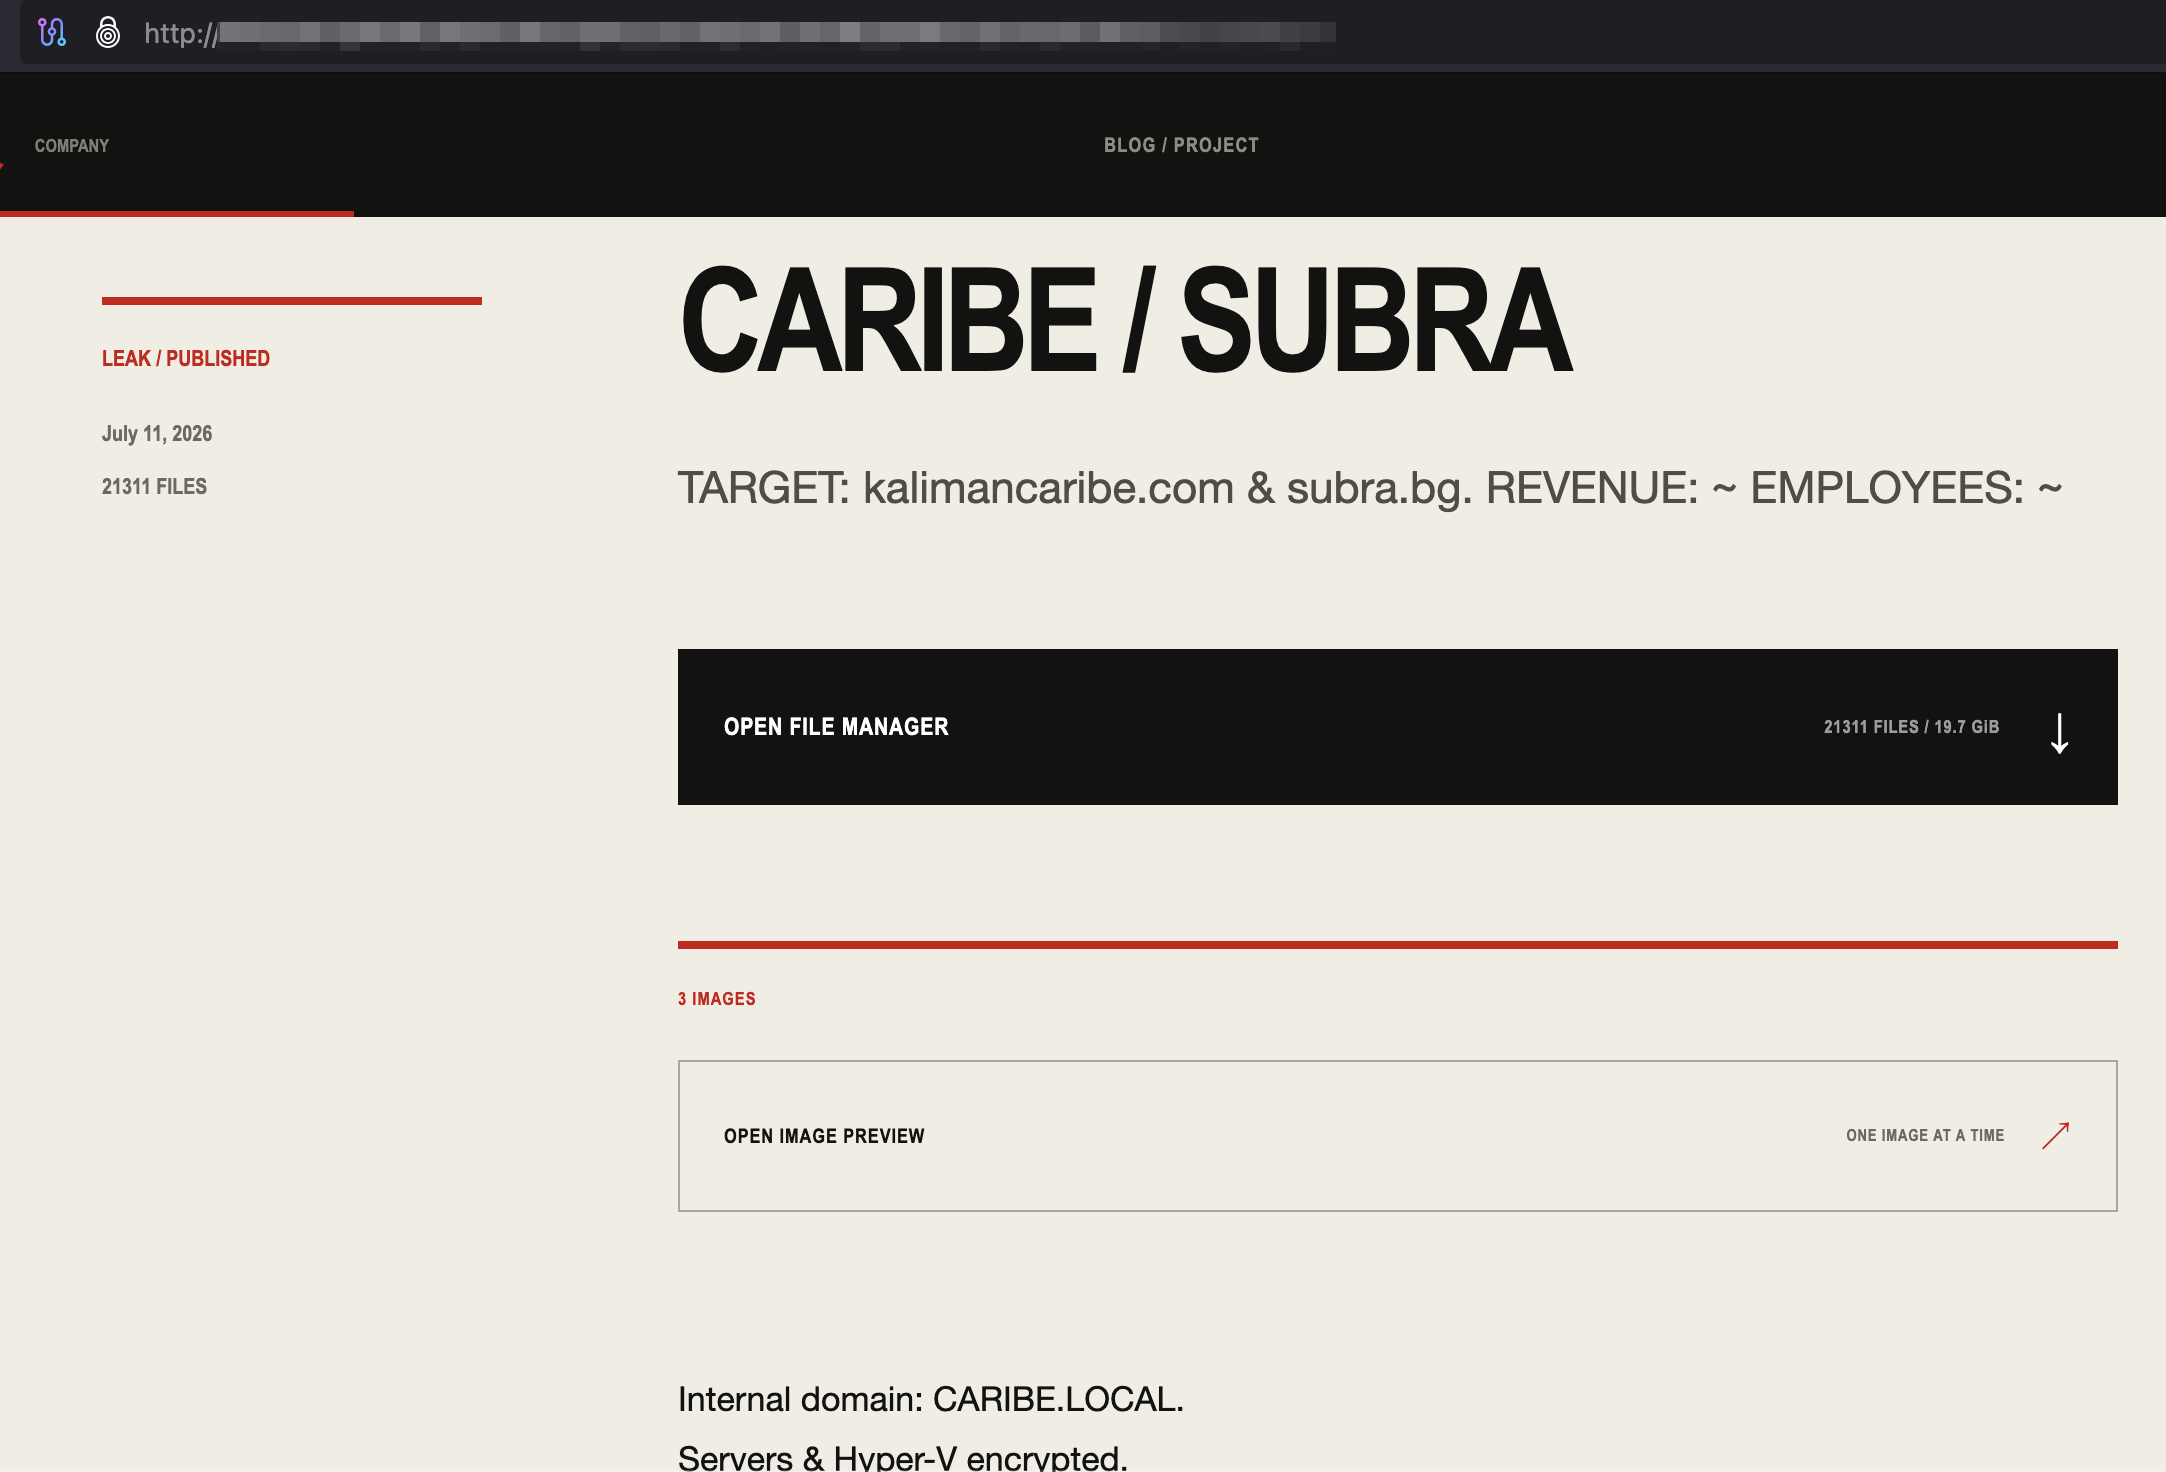 http://
COMPANY
BLOG / PROJECT
LEAK / PUBLISHED
July 11, 2026
21311 FILES
CARIBE / SUBRA
TARGET: kalimancaribe.com & subra.bg. REVENUE: ~ EMPLOYEES: ~
OPEN FILE MANAGER
21311 FILES / 19.7 GiB
3 IMAGES
OPEN IMAGE PREVIEW
ONE IMAGE AT A TIME
Internal domain: CARIBE.LOCAL.
Servers & Hyper-V encrypted.